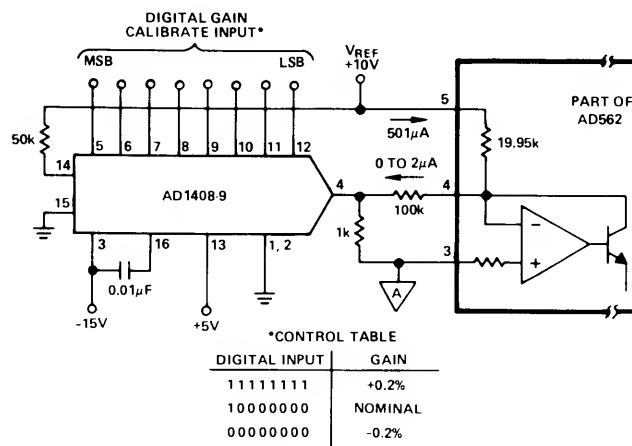 DIGITAL GAIN
CALIBRATE INPUT*
MSB
LSB
VREF
+10V
5
PART OF
AD562
501µA
19.95k
50k
5 6 7 8 9 10 11 12
14
0 TO 2µA
AD1408-9
4
4
100k
15
1k
3
3 16 13 1, 2
−
+
0.01µF
A
-15V
+5V
*CONTROL TABLE
DIGITAL INPUT GAIN
11111111 +0.2%
10000000 NOMINAL
00000000 -0.2%